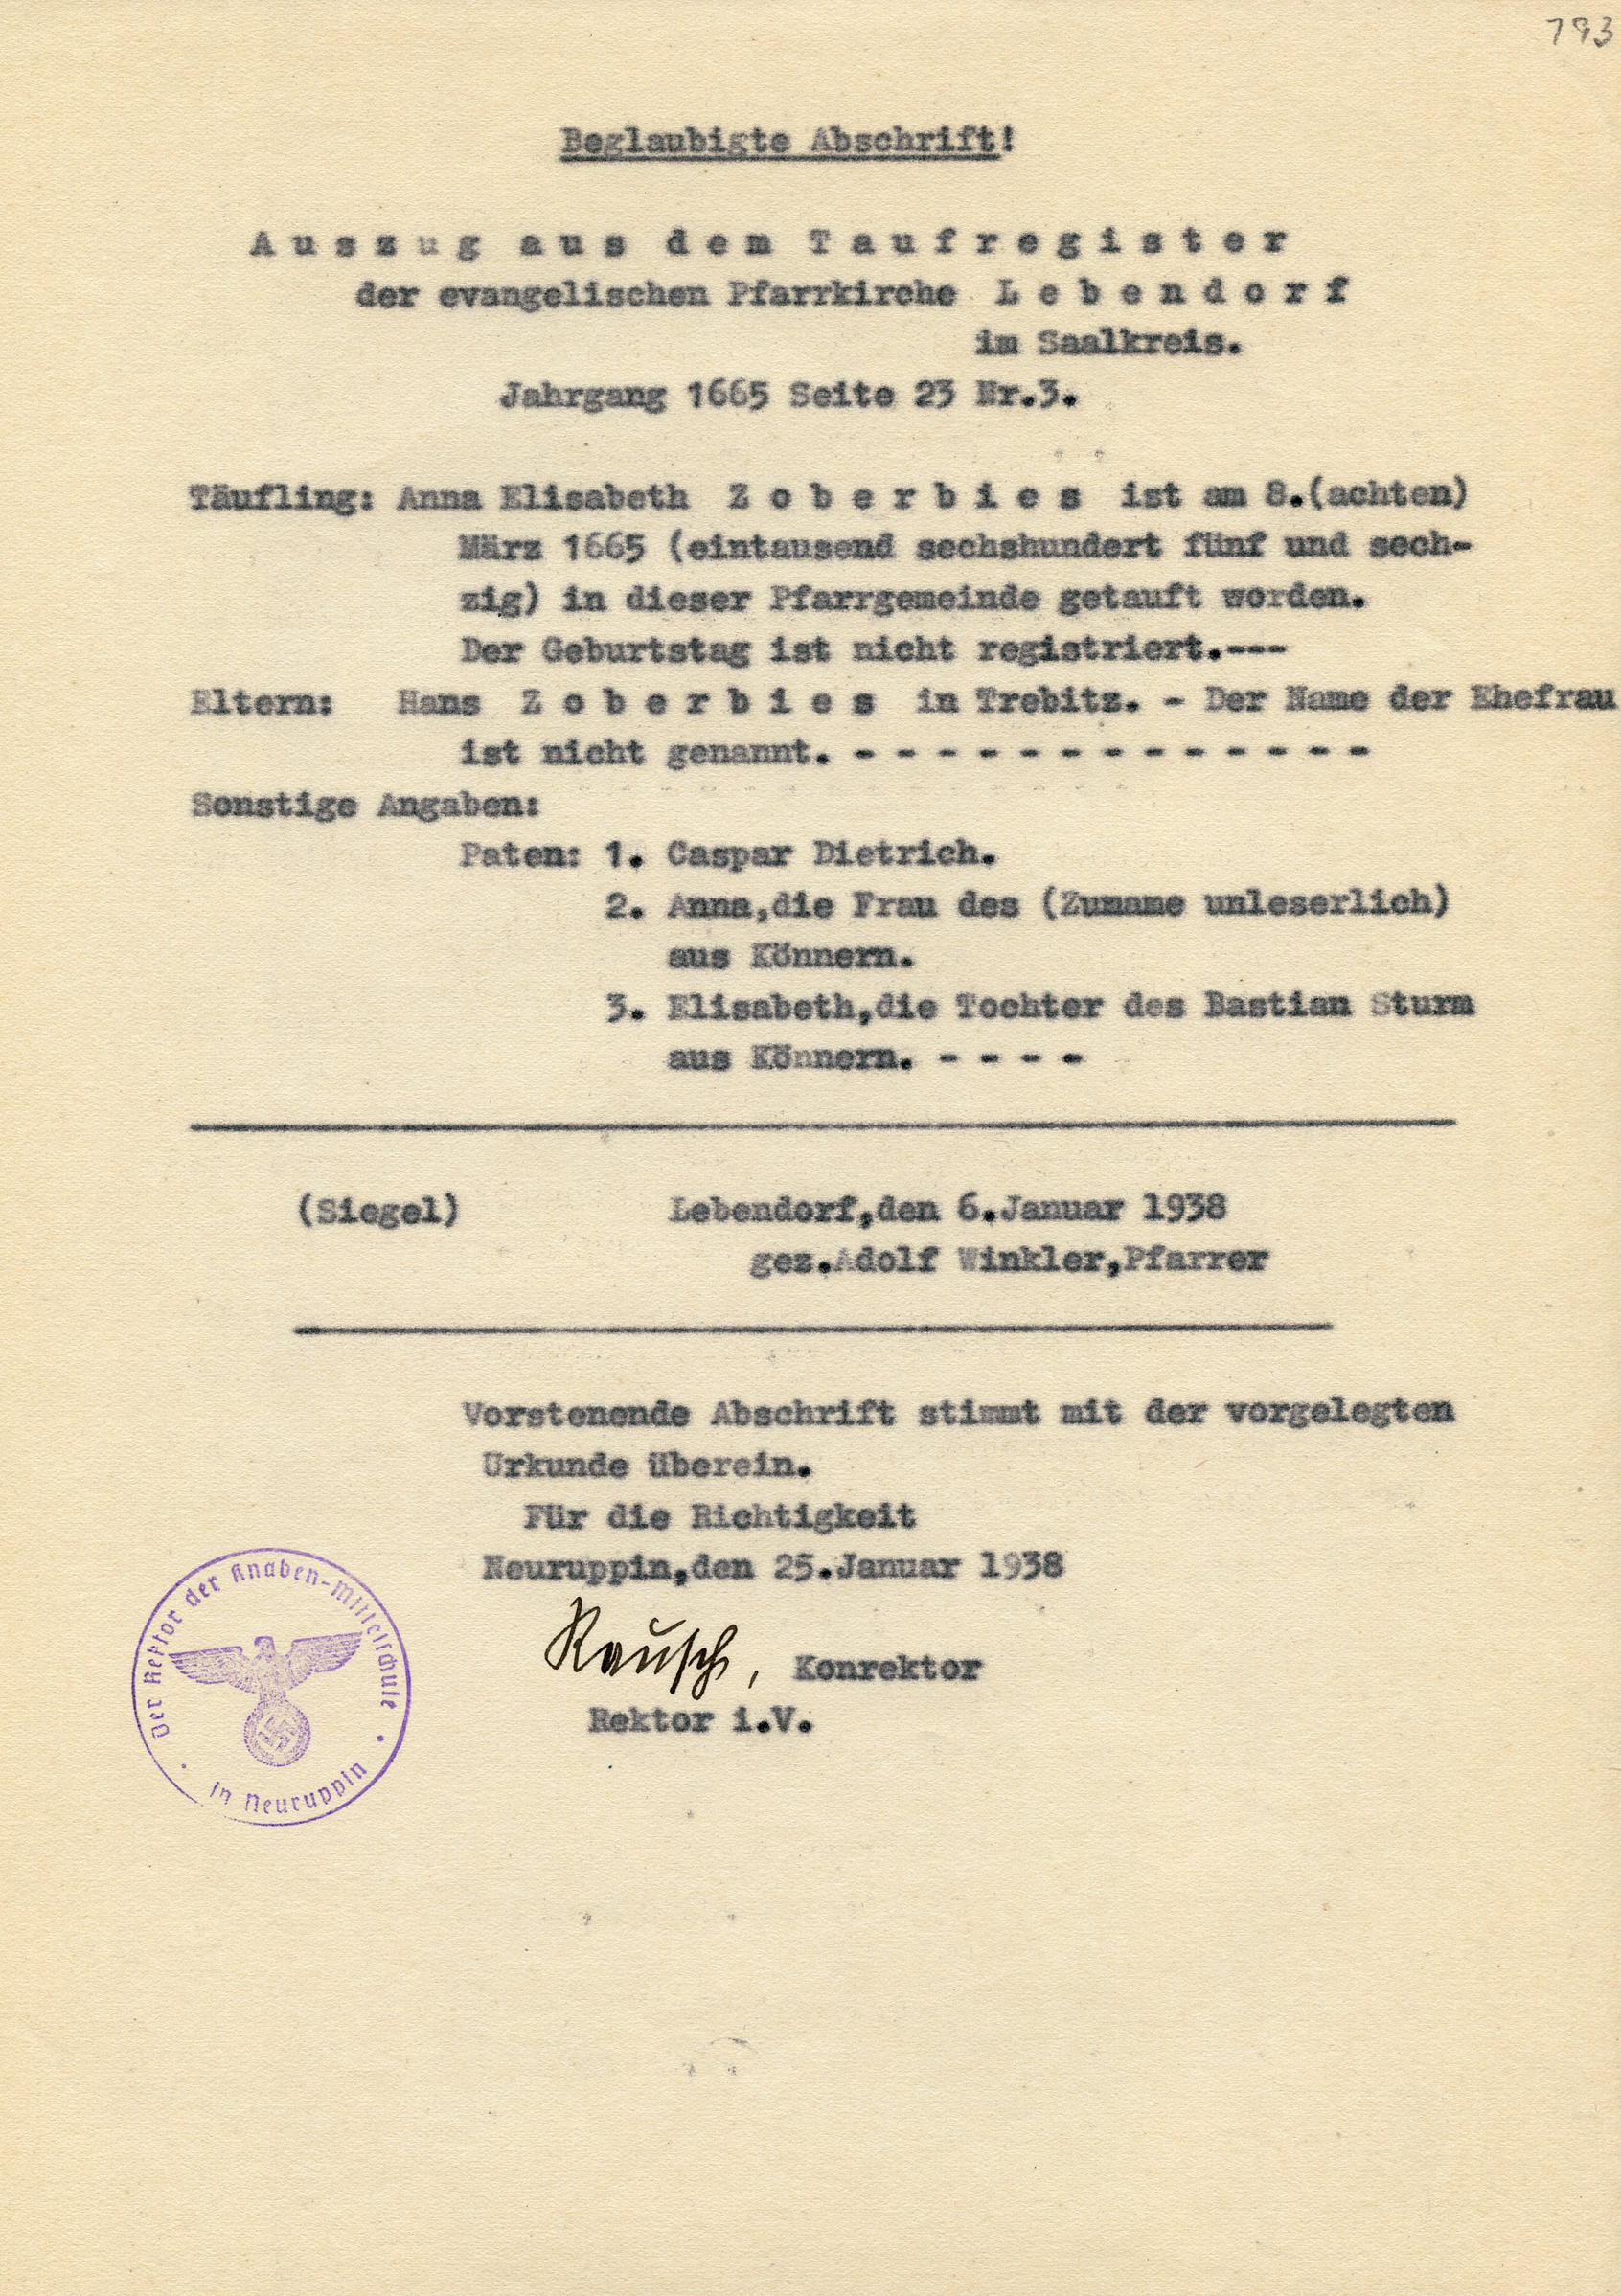 793
Beglaubigte Abschrift!
Auszug aus dem Taufregister
der evangelischen Pfarrkirche Lebendorf
im Saalkreis.
Jahrgang 1665 Seite 23 Nr.3.
Täufling: Anna Elisabeth Zoberbies ist am 8.(achten)
März 1665 (eintausend sechshundert fünf und sech-
zig) in dieser Pfarrgemeinde getauft worden.
Der Geburtstag ist nicht registriert.---
Eltern: Hans Zoberbies in Trebitz. - Der Name der Ehefrau
ist nicht genannt. - - - - - - - - - - - - -
Sonstige Angaben:
Paten: 1. Caspar Dietrich.
2. Anna,die Frau des (Zuname unleserlich)
aus Könnern.
3. Elisabeth,die Tochter des Bastian Sturm
aus Könnern. - - - -
(Siegel) Lebendorf,den 6.Januar 1938
gez.Adolf Winkler,Pfarrer
Vorstenende Abschrift stimmt mit der vorgelegten
Urkunde überein.
Für die Richtigkeit
Neuruppin,den 25.Januar 1938
Rausch, Konrektor
Rektor i.V.
Der Rektor der Knaben-Mittelschule
in Neuruppin